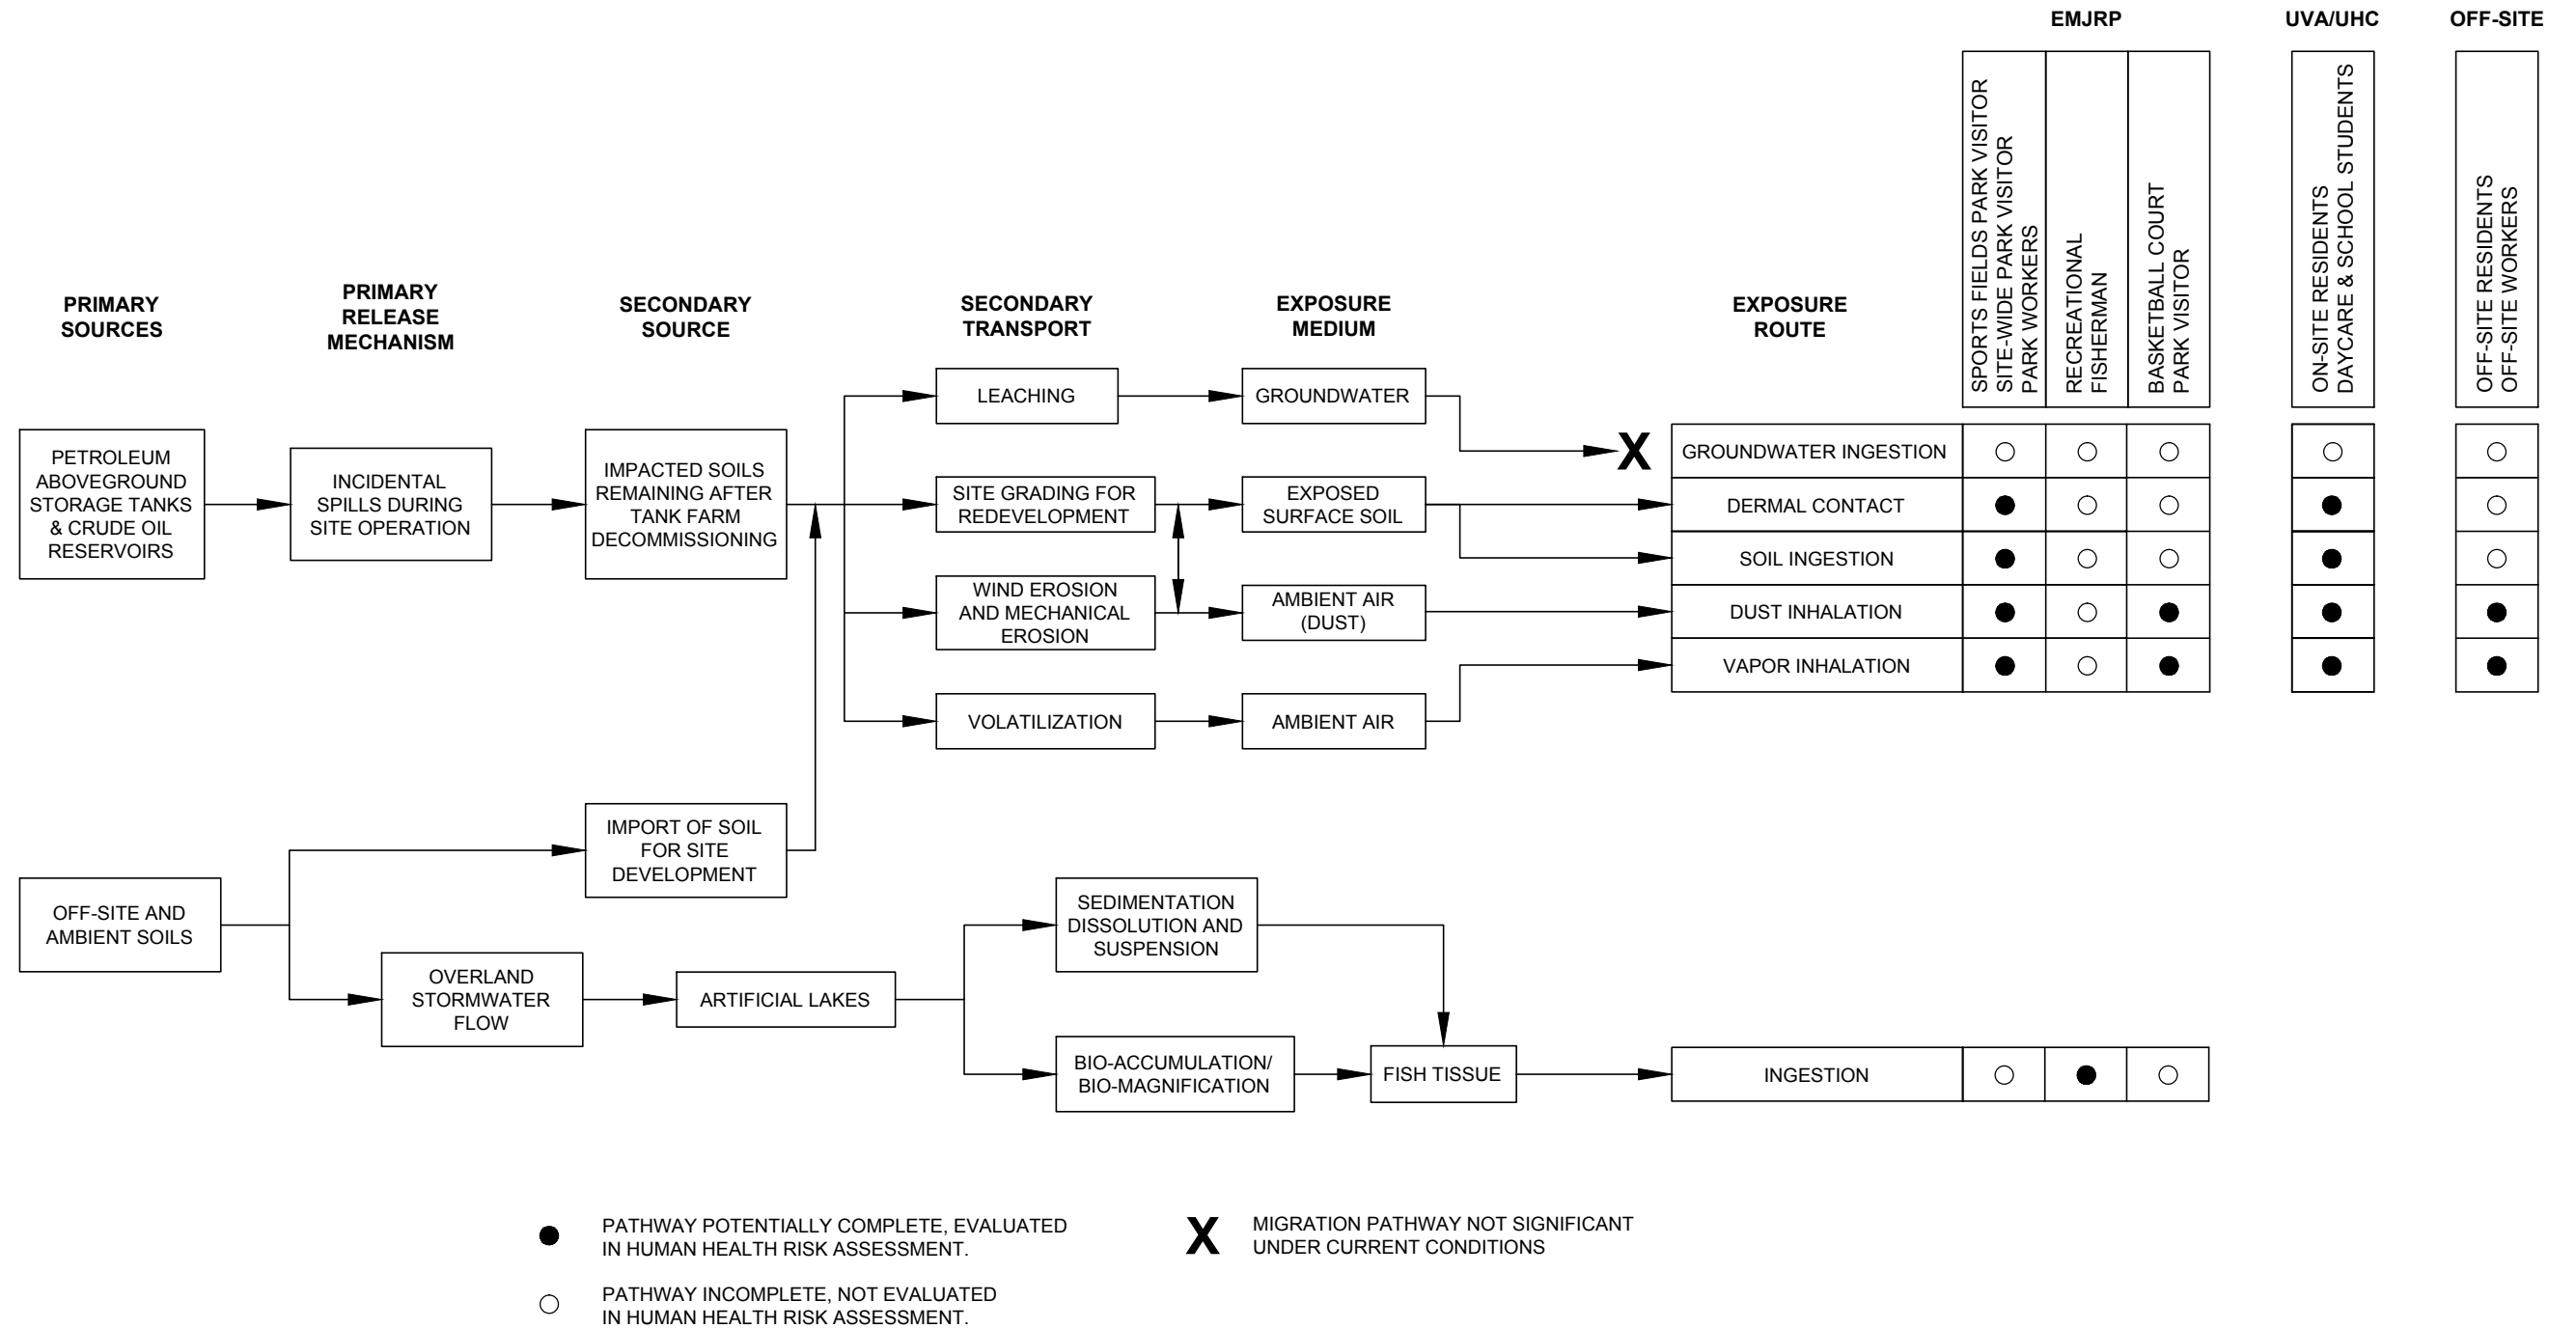 EMJRP
UVA/UHC
OFF-SITE
SPORTS FIELDS PARK VISITOR
SITE-WIDE PARK VISITOR
PARK WORKERS
RECREATIONAL
FISHERMAN
BASKETBALL COURT
PARK VISITOR
ON-SITE RESIDENTS
DAYCARE & SCHOOL STUDENTS
OFF-SITE RESIDENTS
OFF-SITE WORKERS
PRIMARY
SOURCES
PRIMARY
RELEASE
MECHANISM
SECONDARY
SOURCE
SECONDARY
TRANSPORT
EXPOSURE
MEDIUM
EXPOSURE
ROUTE
PETROLEUM
ABOVEGROUND
STORAGE TANKS
& CRUDE OIL
RESERVOIRS
INCIDENTAL
SPILLS DURING
SITE OPERATION
IMPACTED SOILS
REMAINING AFTER
TANK FARM
DECOMMISSIONING
LEACHING
GROUNDWATER
X
GROUNDWATER INGESTION
SITE GRADING FOR
REDEVELOPMENT
EXPOSED
SURFACE SOIL
DERMAL CONTACT
SOIL INGESTION
WIND EROSION
AND MECHANICAL
EROSION
AMBIENT AIR
(DUST)
DUST INHALATION
VAPOR INHALATION
VOLATILIZATION
AMBIENT AIR
IMPORT OF SOIL
FOR SITE
DEVELOPMENT
OFF-SITE AND
AMBIENT SOILS
OVERLAND
STORMWATER
FLOW
ARTIFICIAL LAKES
SEDIMENTATION
DISSOLUTION AND
SUSPENSION
BIO-ACCUMULATION/
BIO-MAGNIFICATION
FISH TISSUE
INGESTION
PATHWAY POTENTIALLY COMPLETE, EVALUATED
IN HUMAN HEALTH RISK ASSESSMENT.
X
MIGRATION PATHWAY NOT SIGNIFICANT
UNDER CURRENT CONDITIONS
PATHWAY INCOMPLETE, NOT EVALUATED
IN HUMAN HEALTH RISK ASSESSMENT.